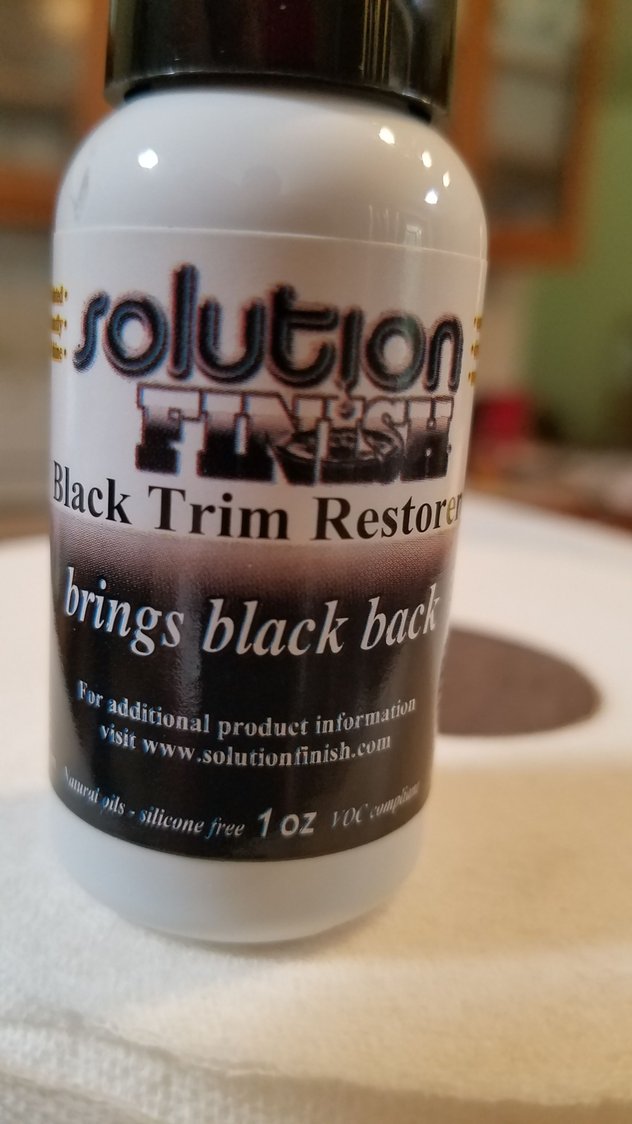 solution
FINISH
Black Trim Restorer
brings black back
For additional product information
visit www.solutionfinish.com
Natural oils - silicone free 1 oz VOC compliant